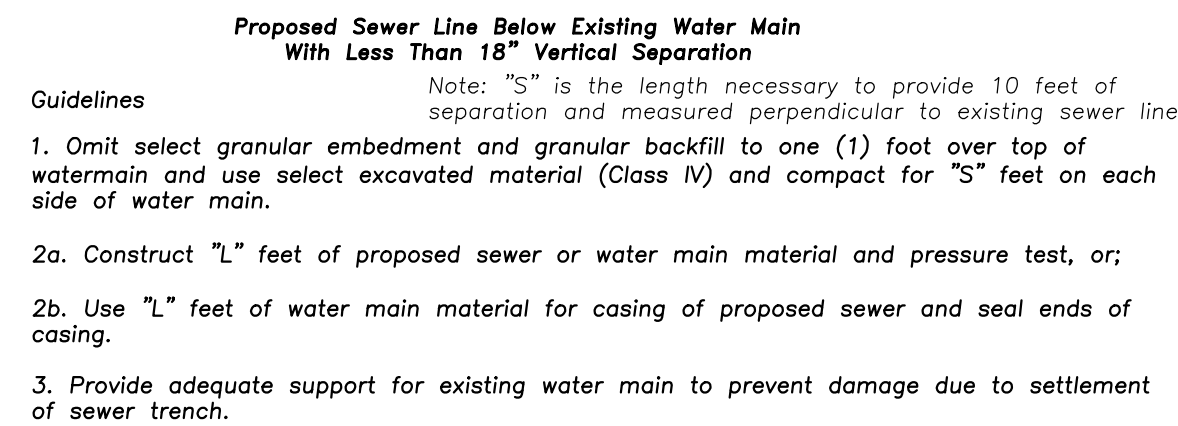 Proposed Sewer Line Below Existing Water Main
With Less Than 18" Vertical Separation
Guidelines
Note: "S" is the length necessary to provide 10 feet of
separation and measured perpendicular to existing sewer line
1. Omit select granular embedment and granular backfill to one (1) foot over top of
watermain and use select excavated material (Class IV) and compact for "S" feet on each
side of water main.
2a. Construct "L" feet of proposed sewer or water main material and pressure test, or;
2b. Use "L" feet of water main material for casing of proposed sewer and seal ends of
casing.
3. Provide adequate support for existing water main to prevent damage due to settlement
of sewer trench.